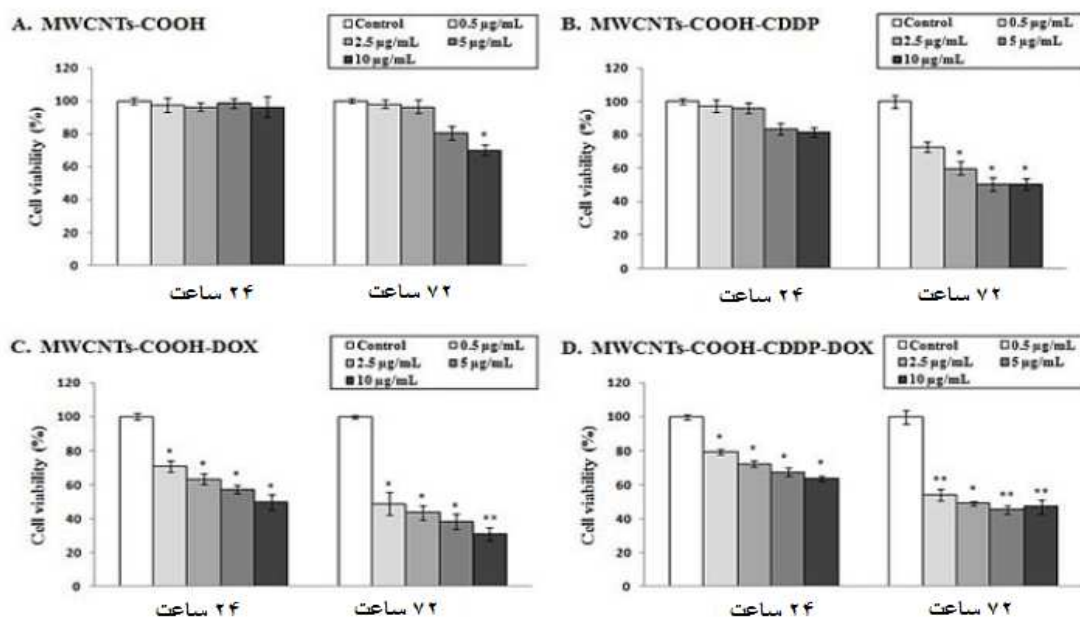 A. MWCNTs-COOH
Control 0.5 µg/mL
2.5 µg/mL 5 µg/mL
10 µg/mL
Cell viability (%)
120
100
80
60
40
20
0
*
۲۴ ساعت ۷۲ ساعت
B. MWCNTs-COOH-CDDP
Control 0.5 µg/mL
2.5 µg/mL 5 µg/mL
10 µg/mL
Cell viability (%)
120
100
80
60
40
20
0
* * *
۲۴ ساعت ۷۲ ساعت
C. MWCNTs-COOH-DOX
Control 0.5 µg/mL
2.5 µg/mL 5 µg/mL
10 µg/mL
Cell viability (%)
120
100
80
60
40
20
0
* * * * * * * **
۲۴ ساعت ۷۲ ساعت
D. MWCNTs-COOH-CDDP-DOX
Control 0.5 µg/mL
2.5 µg/mL 5 µg/mL
10 µg/mL
Cell viability (%)
120
100
80
60
40
20
0
* * * * ** * ** **
۲۴ ساعت ۷۲ ساعت